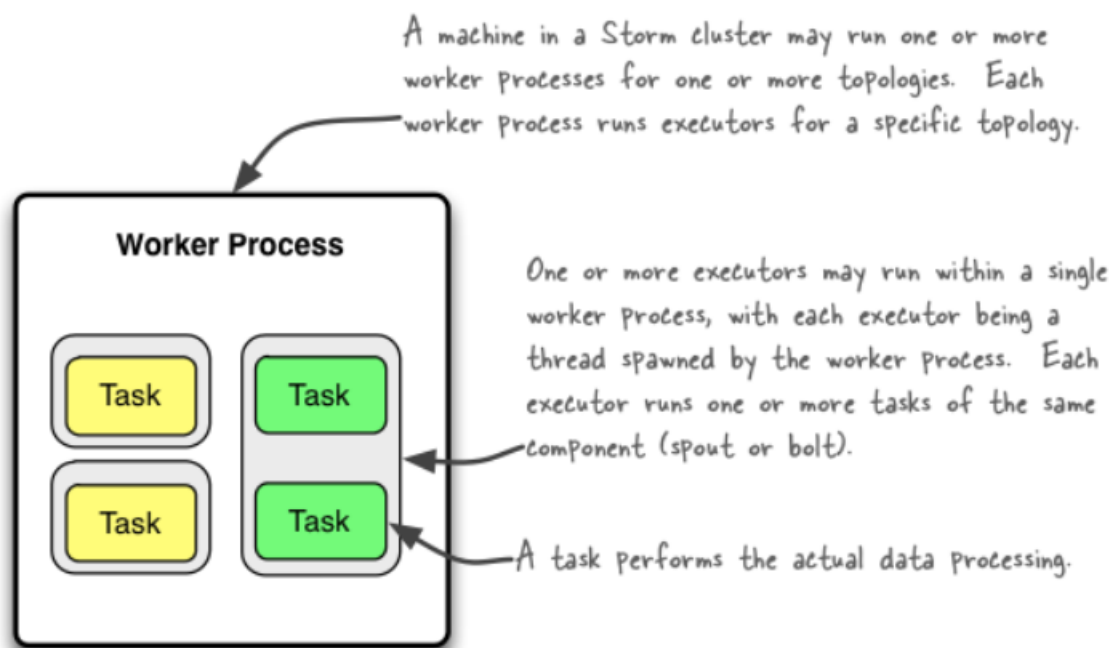 A machine in a Storm cluster may run one or more
worker processes for one or more topologies. Each
worker process runs executors for a specific topology.
Worker Process
One or more executors may run within a single
worker process, with each executor being a
thread spawned by the worker process. Each
executor runs one or more tasks of the same
component (spout or bolt).
Task
Task
Task
Task
A task performs the actual data processing.